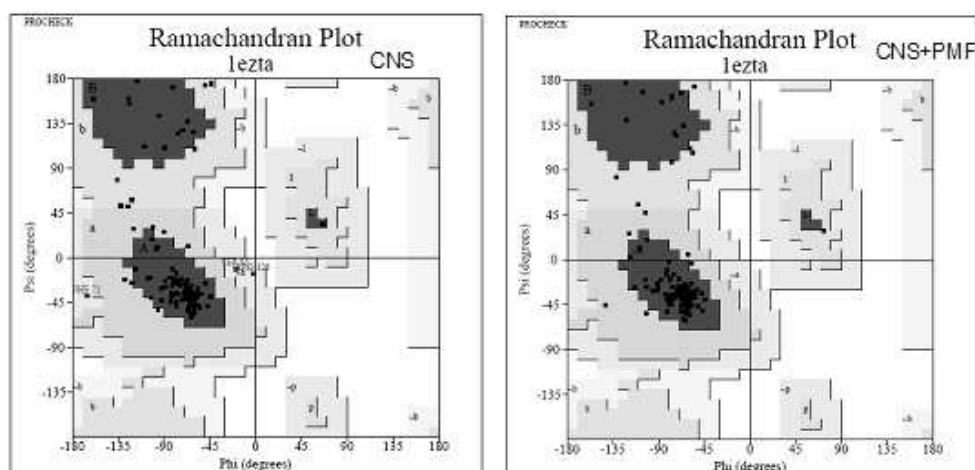 PROCHECK
Ramachandran Plot
1ezta
CNS
180
135
90
45
0
-45
-90
-135
-180 -135 -90 -45 0 45 90 135 180
Psi (degrees)
Phi (degrees)
B
b
a
A
l
~l
~b
b
~b
~a
~p
p
~b
b
~b
PROCHECK
Ramachandran Plot
1ezta
CNS+PMF
180
135
90
45
0
-45
-90
-135
-180 -135 -90 -45 0 45 90 135 180
Psi (degrees)
Phi (degrees)
B
b
a
l
~l
~b
b
~b
~a
~p
p
~b
b
~b